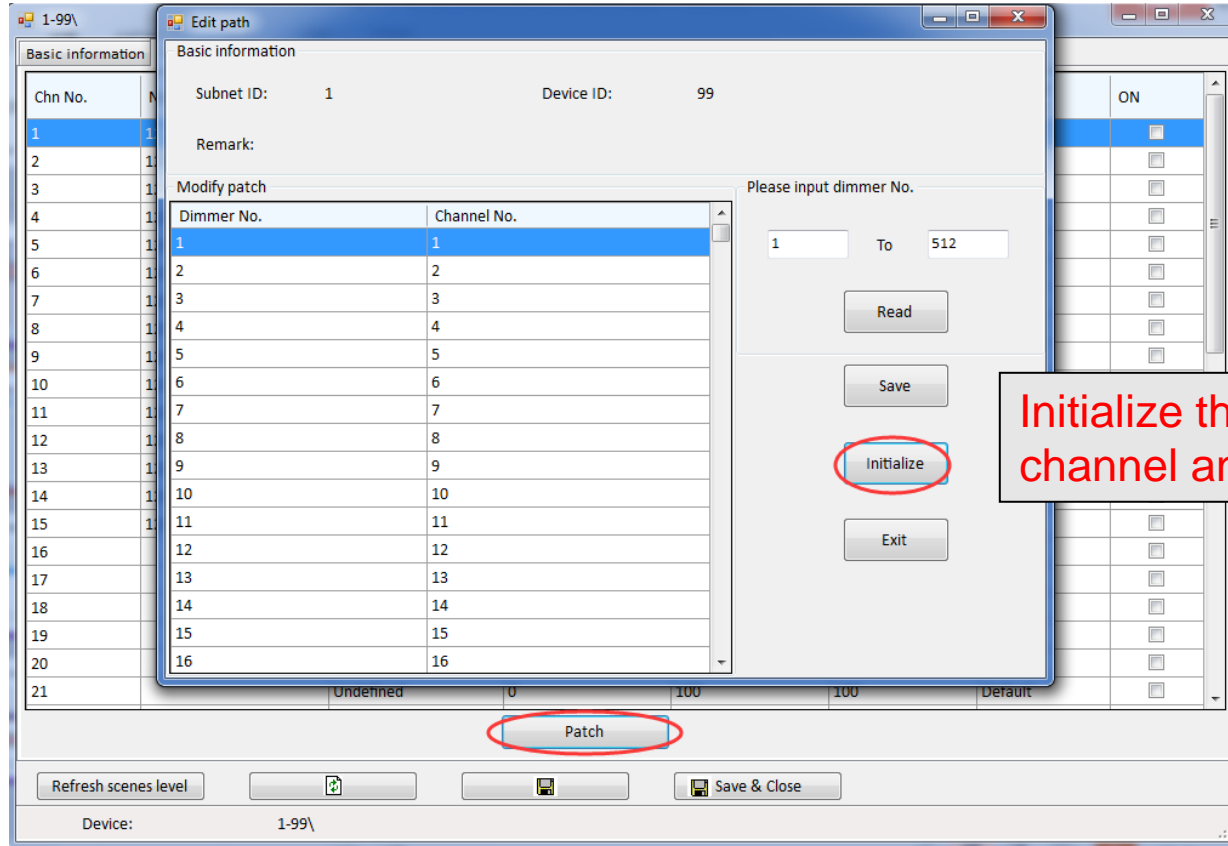 1-99\
Edit path
Basic information
Basic information
Subnet ID: 1 Device ID: 99
Remark:
Modify patch
Please input dimmer No.
Dimmer No. Channel No.
1 1
2 2
3 3
4 4
5 5
6 6
7 7
8 8
9 9
10 10
11 11
12 12
13 13
14 14
15 15
16 16
1 To 512
Read
Save
Initialize
Exit
Initialize
channel
Chn No. ON
1
2
3
4
5
6
7
8
9
10
11
12
13
14
15
16
17
18
19
20
21 Undefined 0 100 100 Default
Patch
Refresh scenes level Save & Close
Device: 1-99\